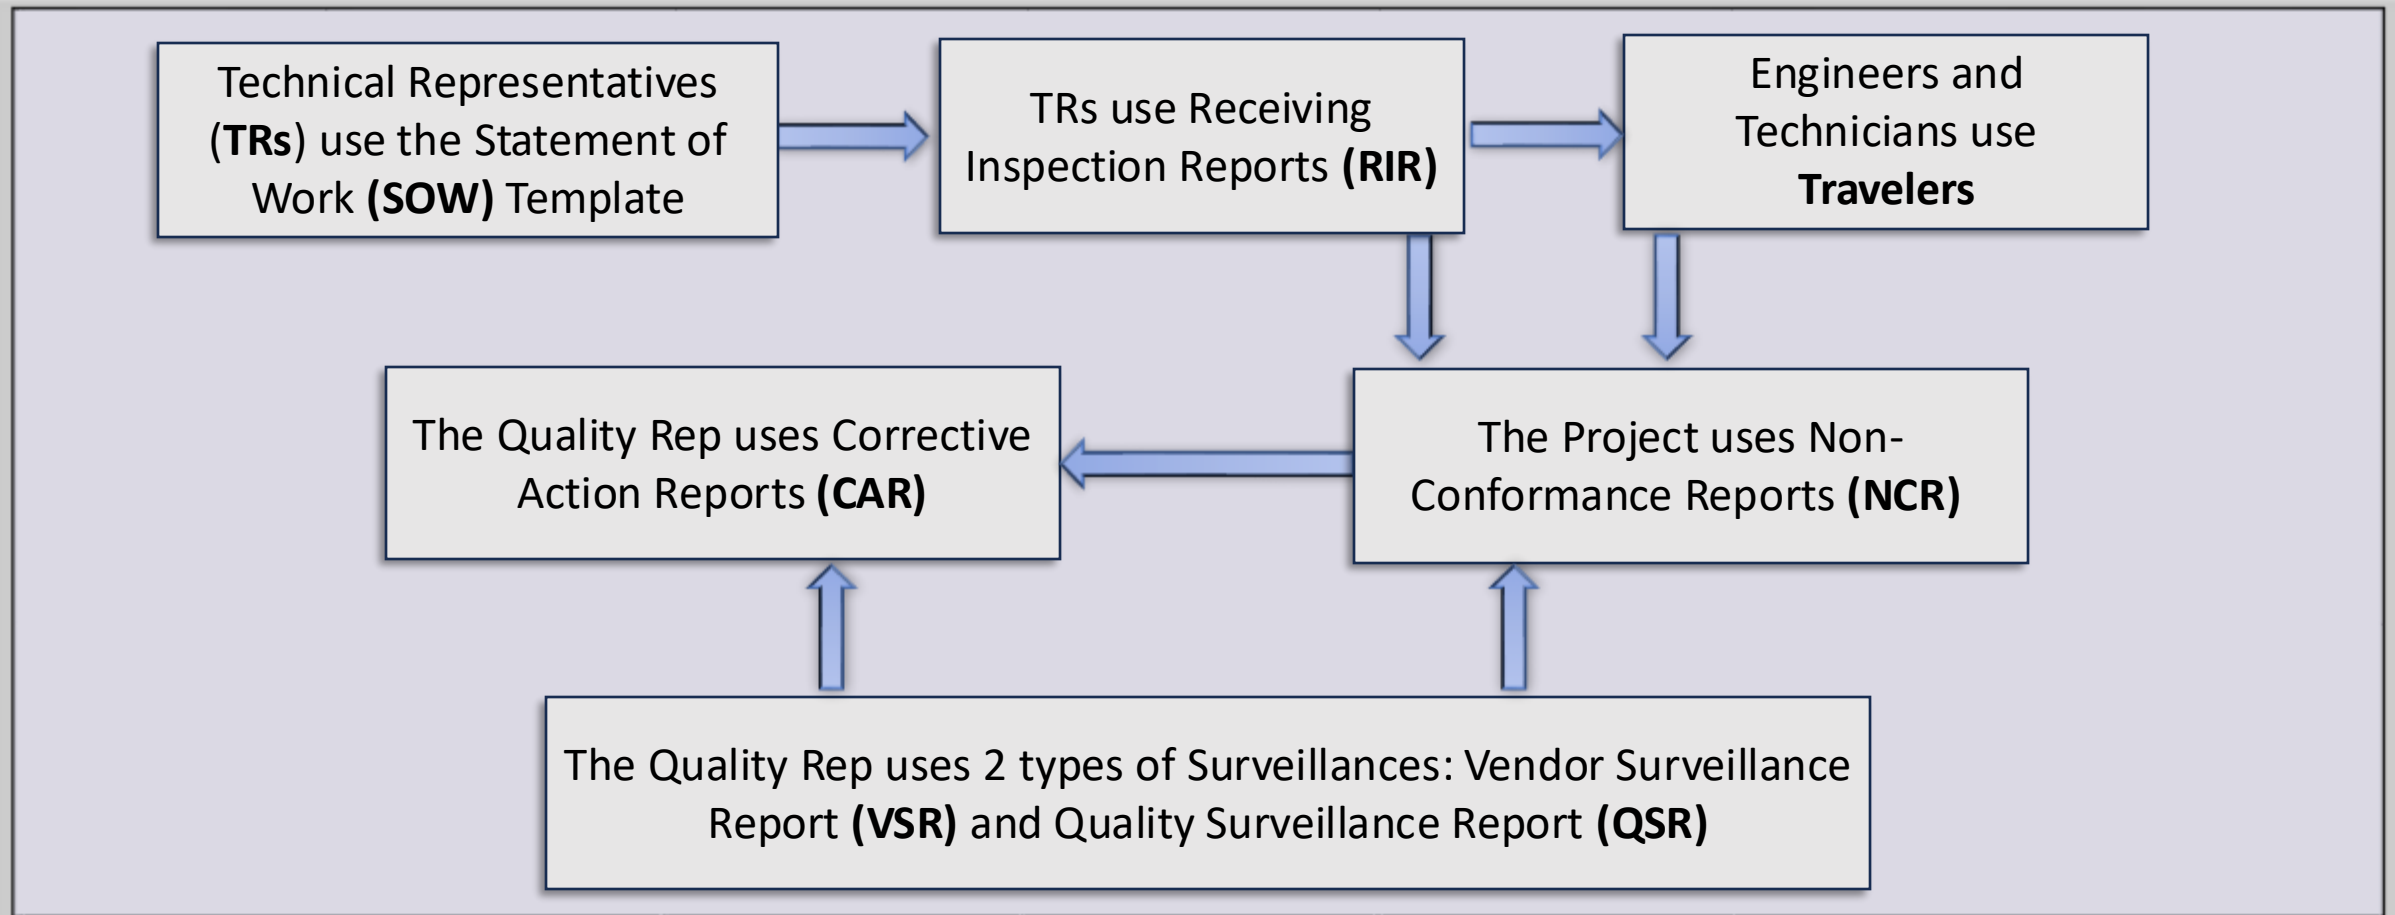 Technical Representatives
(TRs) use the Statement of
Work (SOW) Template
TRs use Receiving
Inspection Reports (RIR)
Engineers and
Technicians use
Travelers
The Quality Rep uses Corrective
Action Reports (CAR)
The Project uses Non-
Conformance Reports (NCR)
The Quality Rep uses 2 types of Surveillances: Vendor Surveillance
Report (VSR) and Quality Surveillance Report (QSR)